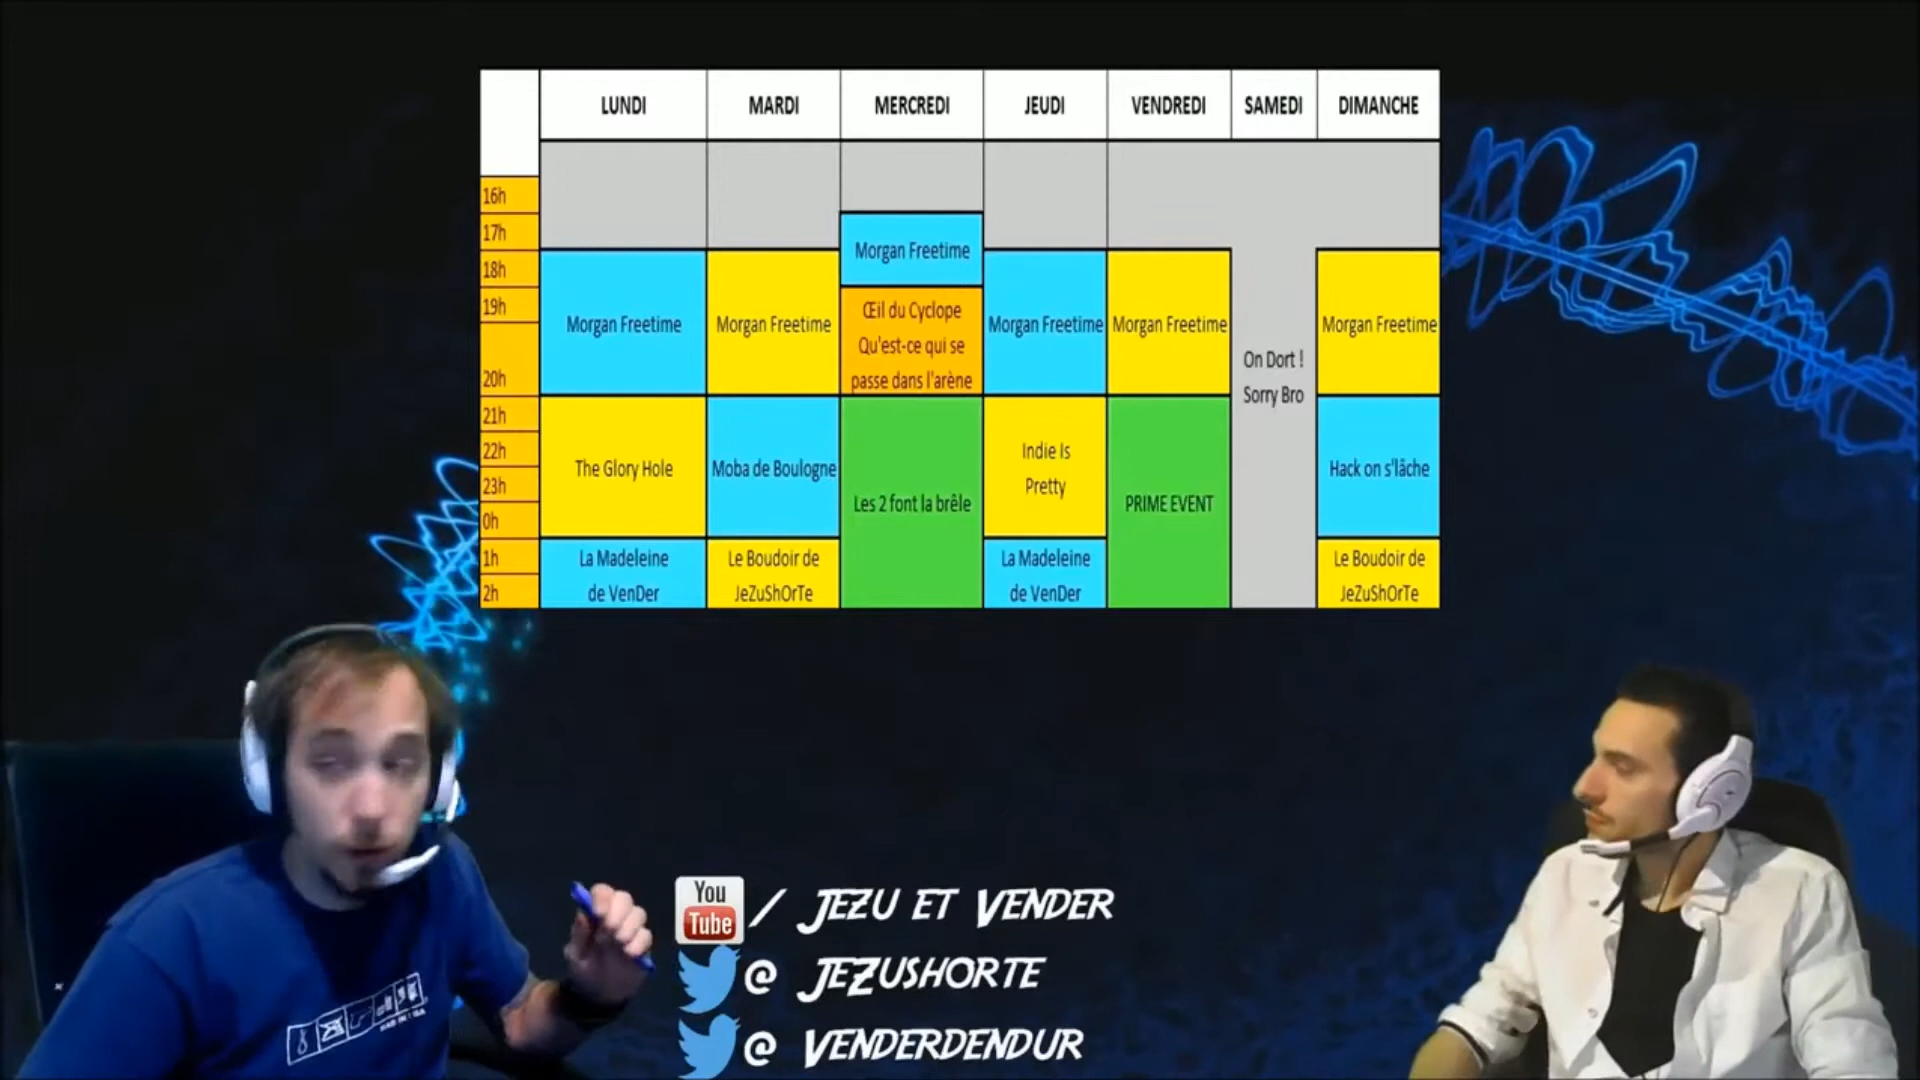 LUNDI MARDI MERCREDI JEUDI VENDREDI SAMEDI DIMANCHE
16h
17h
18h
19h
20h
21h
22h
23h
0h
1h
2h
Morgan Freetime
The Glory Hole
La Madeleine
de VenDer
Morgan Freetime
Moba de Boulogne
Le Boudoir de
JeZuShOrTe
Morgan Freetime
Œil du Cyclope
Qu'est-ce qui se
passe dans l'arène
Les 2 font la brêle
Morgan Freetime
Indie Is
Pretty
La Madeleine
de VenDer
Morgan Freetime
PRIME EVENT
On Dort !
Sorry Bro
Morgan Freetime
Hack on s'lâche
Le Boudoir de
JeZuShOrTe
You
Tube / JEZU ET VENDER
@ JEZUSHORTE
@ VENDERDENDUR